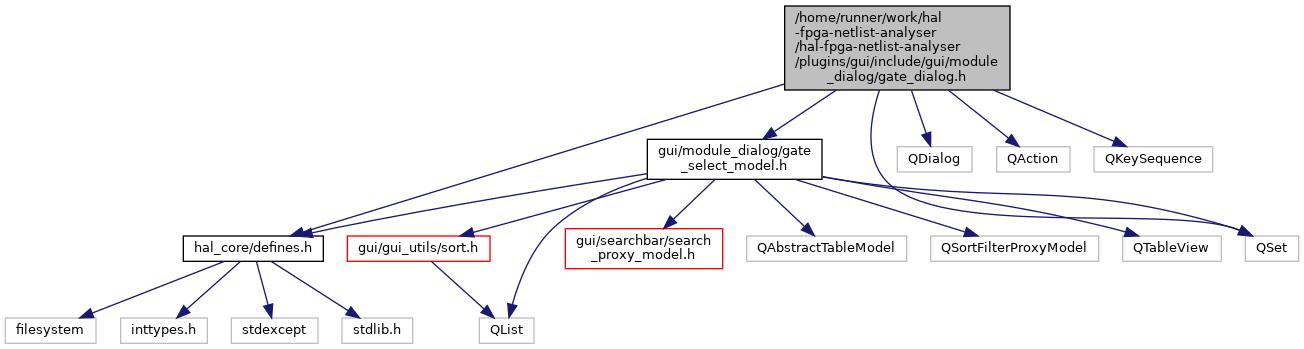 /home/runner/work/hal
-fpga-netlist-analyser
/hal-fpga-netlist-analyser
/plugins/gui/include/gui/module
_dialog/gate_dialog.h
gui/module_dialog/gate
_select_model.h
QDialog
QAction
QKeySequence
hal_core/defines.h
gui/gui_utils/sort.h
gui/searchbar/search
_proxy_model.h
QAbstractTableModel
QSortFilterProxyModel
QTableView
QSet
filesystem
inttypes.h
stdexcept
stdlib.h
QList